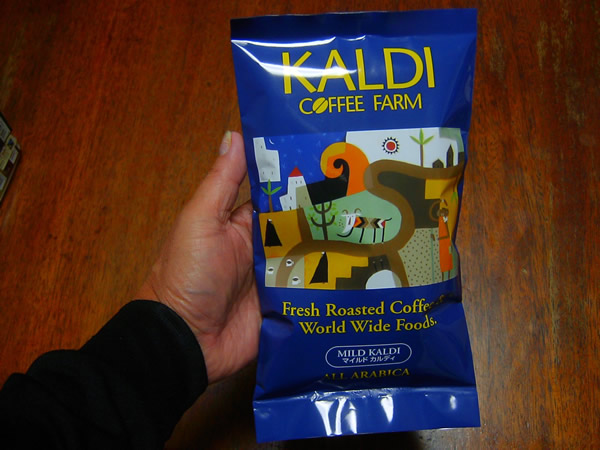 KALDI
COFFEE FARM
Fresh Roasted Coffee
World Wide Foods.
MILD KALDI
マイルド カルディ
ALL ARABICA